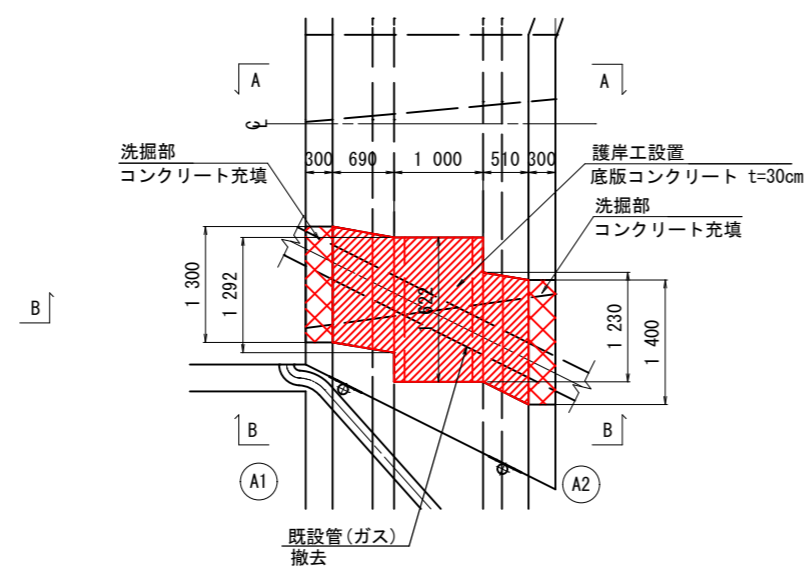 A
A
CL
洗掘部
コンクリート充填
300
690
1 000
510
300
護岸工設置
底版コンクリート t=30cm
洗掘部
コンクリート充填
1 300
1 292
1 622
1 230
1 400
B
B
B
A1
A2
既設管(ガス)
撤去